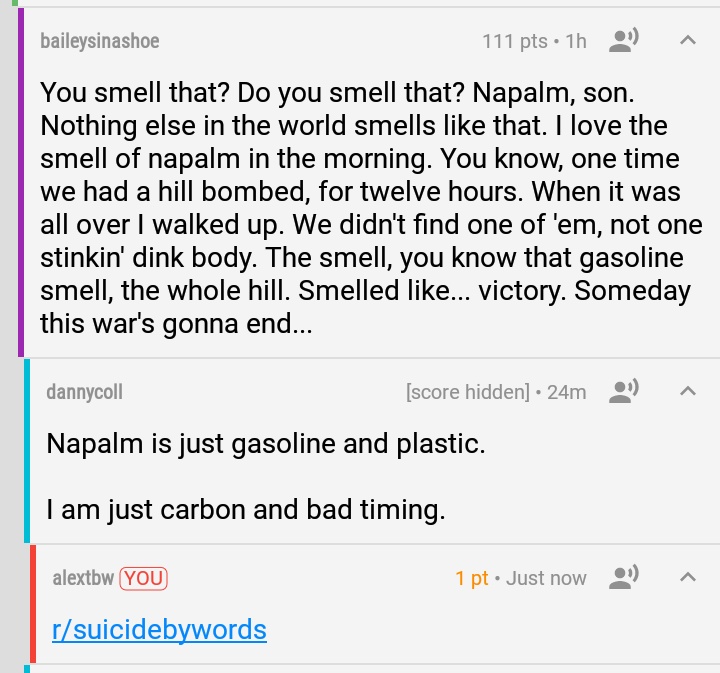 baileysinashoe 111 pts • 1h
You smell that? Do you smell that? Napalm, son.
Nothing else in the world smells like that. I love the
smell of napalm in the morning. You know, one time
we had a hill bombed, for twelve hours. When it was
all over I walked up. We didn't find one of 'em, not one
stinkin' dink body. The smell, you know that gasoline
smell, the whole hill. Smelled like... victory. Someday
this war's gonna end...
dannycoll [score hidden] • 24m
Napalm is just gasoline and plastic.
I am just carbon and bad timing.
alextbw YOU 1 pt • Just now
r/suicidebywords